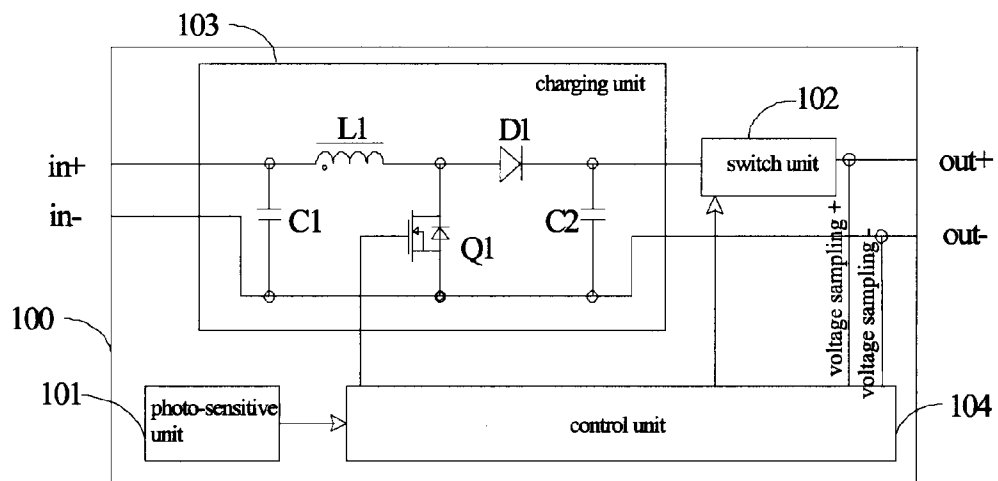 103
charging unit
102
L1
D1
in+
switch unit
out+
in-
C1
Q1
C2
out-
voltage sampling +
voltage sampling -
100
101
photo-sensitive
unit
control unit
104